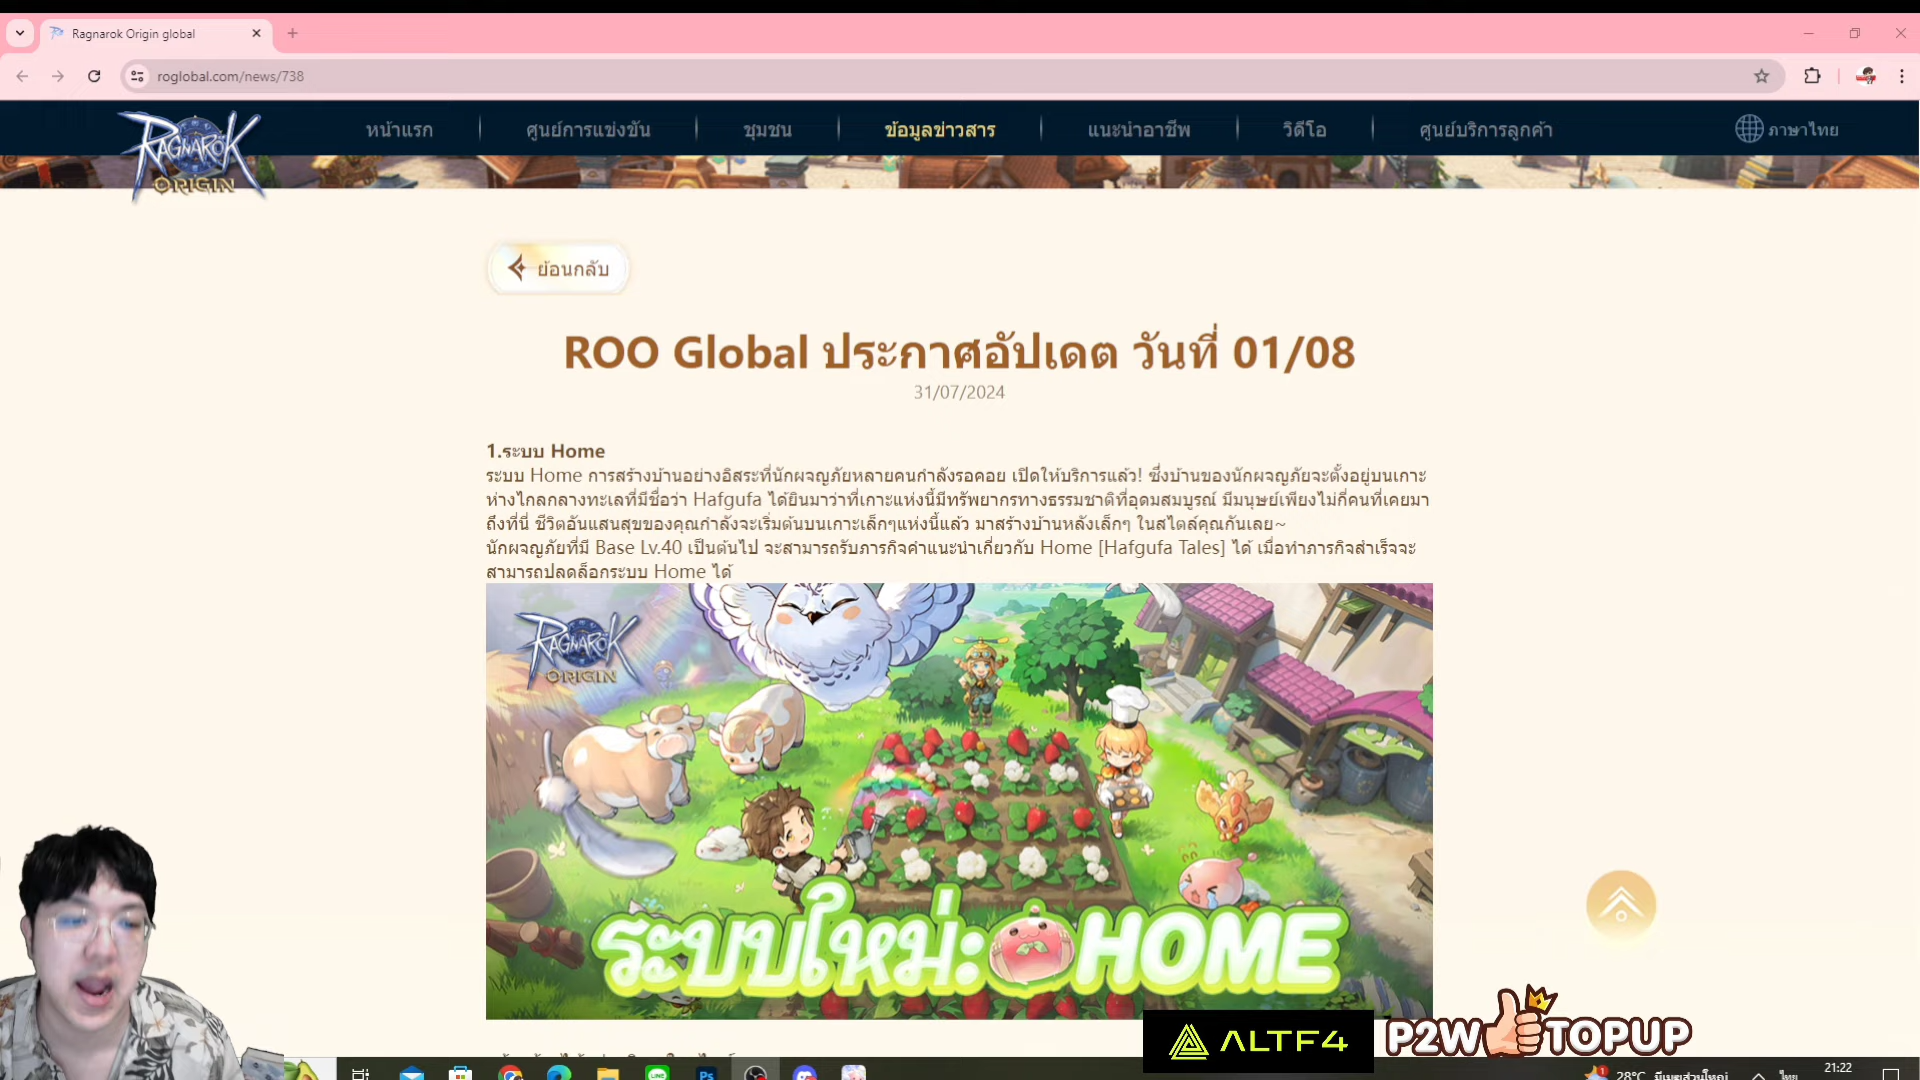 Ragnarok Origin global
roglobal.com/news/738
RAGNAROK
ORIGIN
หน้าแรก
ศูนย์การแข่งขัน
ชุมชน
ข้อมูลข่าวสาร
แนะนำอาชีพ
วิดีโอ
ศูนย์บริการลูกค้า
ภาษาไทย
ย้อนกลับ
ROO Global ประกาศอัปเดต วันที่ 01/08
31/07/2024
1.ระบบ Home
ระบบ Home การสร้างบ้านอย่างอิสระที่นักผจญภัยหลายคนกำลังรอคอย เปิดให้บริการแล้ว! ซึ่งบ้านของนักผจญภัยจะตั้งอยู่บนเกาะ
ห่างไกลกลางทะเลที่มีชื่อว่า Hafgufa ได้ยินมาว่าที่เกาะแห่งนี้มีทรัพยากรทางธรรมชาติที่อุดมสมบูรณ์ มีมนุษย์เพียงไม่กี่คนที่เคยมา
ถึงที่นี่ ชีวิตอันแสนสุขของคุณกำลังจะเริ่มต้นบนเกาะเล็กๆแห่งนี้แล้ว มาสร้างบ้านหลังเล็กๆ ในสไตล์คุณกันเลย~
นักผจญภัยที่มี Base Lv.40 เป็นต้นไป จะสามารถรับภารกิจคำแนะนำเกี่ยวกับ Home [Hafgufa Tales] ได้ เมื่อทำภารกิจสำเร็จจะ
สามารถปลดล็อกระบบ Home ได้
RAGNAROK
ORIGIN
ระบบใหม่: HOME
ALTF4
P2W TOPUP
28°C มีเมฆส่วนใหญ่
ไทย
21:22